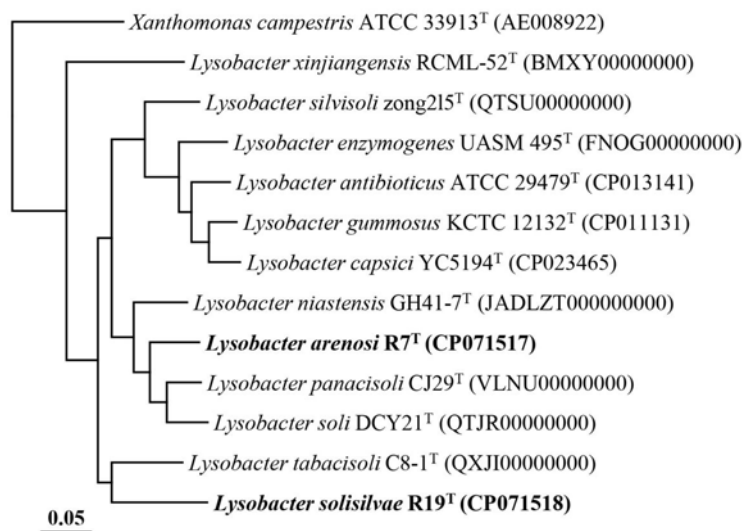 Xanthomonas campestris ATCC 33913ᵀ (AE008922)
Lysobacter xinjiangensis RCML-52ᵀ (BMXY00000000)
Lysobacter silvisoli zong2l5ᵀ (QTSU00000000)
Lysobacter enzymogenes UASM 495ᵀ (FNOG00000000)
Lysobacter antibioticus ATCC 29479ᵀ (CP013141)
Lysobacter gummosus KCTC 12132ᵀ (CP011131)
Lysobacter capsici YC5194ᵀ (CP023465)
Lysobacter niastensis GH41-7ᵀ (JADLZT000000000)
Lysobacter arenosi R7ᵀ (CP071517)
Lysobacter panacisoli CJ29ᵀ (VLNU00000000)
Lysobacter soli DCY21ᵀ (QTJR00000000)
Lysobacter tabacisoli C8-1ᵀ (QXJI00000000)
Lysobacter solisilvae R19ᵀ (CP071518)
0.05